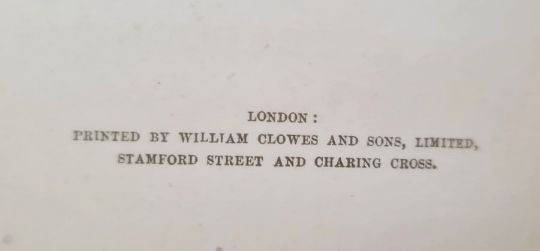 LONDON :
PRINTED BY WILLIAM CLOWES AND SONS, LIMITED,
STAMFORD STREET AND CHARING CROSS.